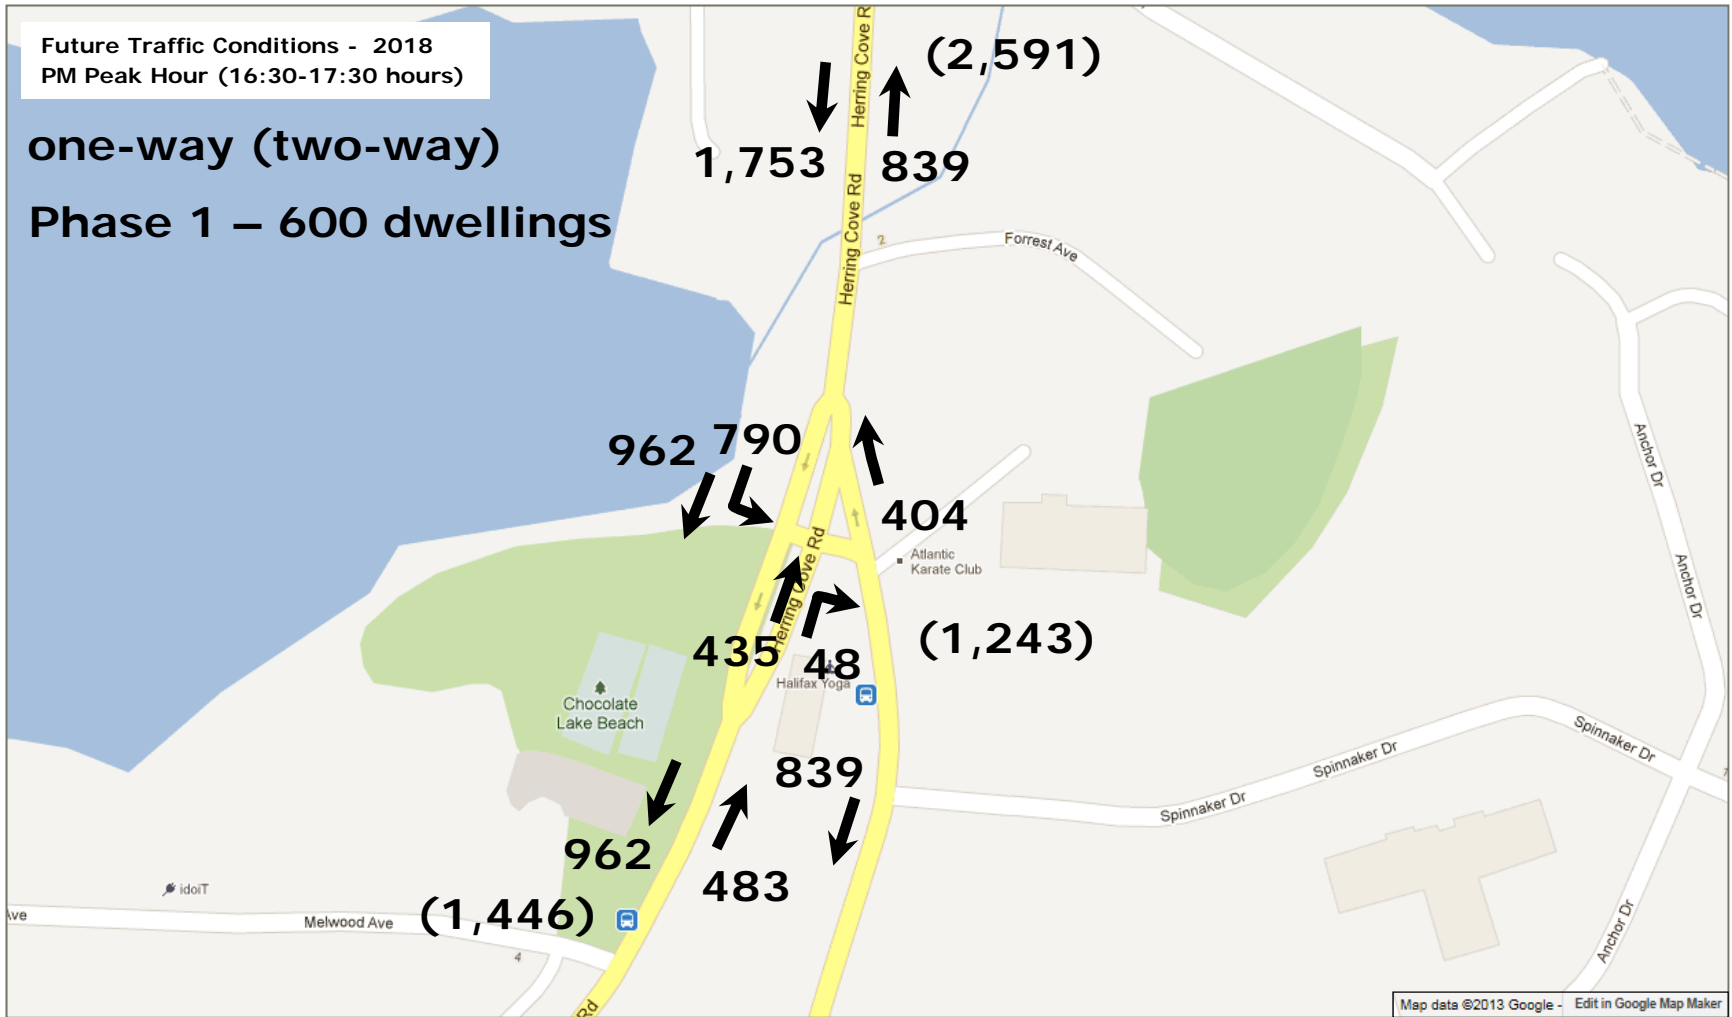 Future Traffic Conditions - 2018
PM Peak Hour (16:30-17:30 hours)
one-way (two-way)
Phase 1 – 600 dwellings
Herring Cove R
(2,591)
1,753
839
Herring Cove Rd
2
Forrest Ave
962
790
404
Anchor Dr
Atlantic
Karate Club
Herring Cove Rd
Anchor Dr
435
48
(1,243)
Halifax Yoga
Chocolate
Lake Beach
Spinnaker Dr
Spinnaker Dr
Spinnaker Dr
839
962
483
idoiT
Ave
Melwood Ave
(1,446)
4
Anchor Dr
Rd
Map data ©2013 Google -
Edit in Google Map Maker